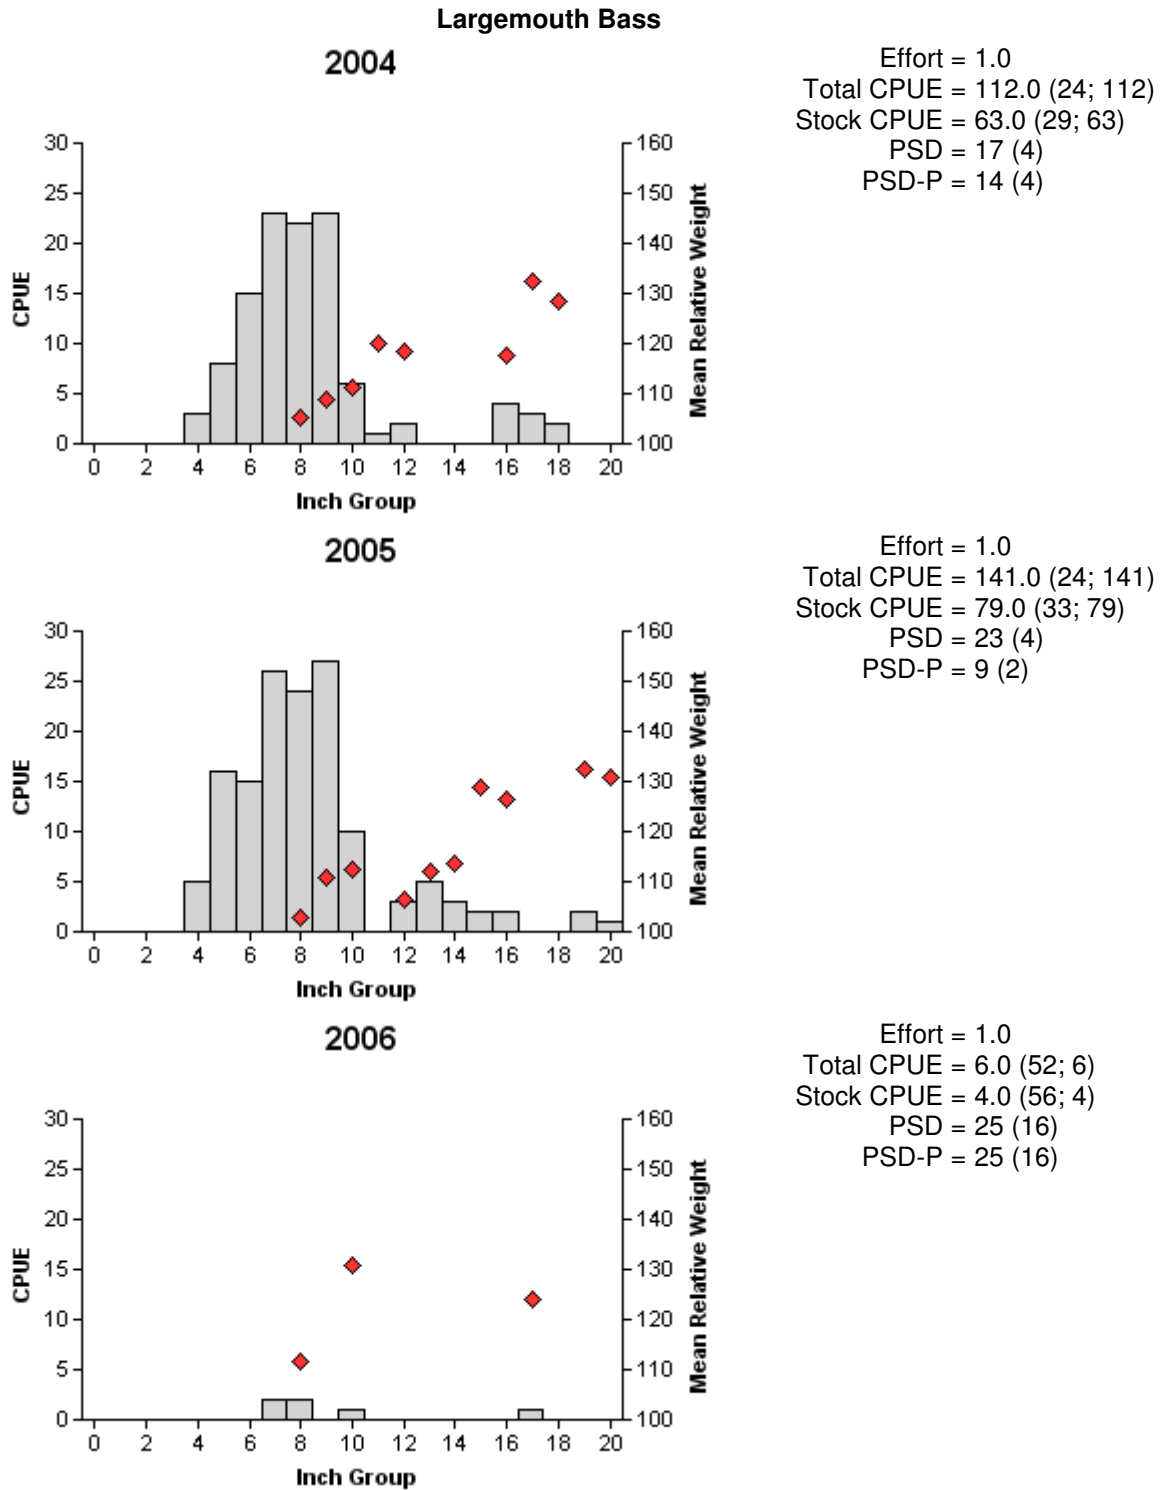 Largemouth Bass
2004
Effort = 1.0
Total CPUE = 112.0 (24; 112)
Stock CPUE = 63.0 (29; 63)
PSD = 17 (4)
PSD-P = 14 (4)
30 160
25 150
20 140
15 130
10 120
5 110
0 100
CPUE
Mean Relative Weight
0 2 4 6 8 10 12 14 16 18 20
Inch Group
2005
Effort = 1.0
Total CPUE = 141.0 (24; 141)
Stock CPUE = 79.0 (33; 79)
PSD = 23 (4)
PSD-P = 9 (2)
30 160
25 150
20 140
15 130
10 120
5 110
0 100
CPUE
Mean Relative Weight
0 2 4 6 8 10 12 14 16 18 20
Inch Group
2006
Effort = 1.0
Total CPUE = 6.0 (52; 6)
Stock CPUE = 4.0 (56; 4)
PSD = 25 (16)
PSD-P = 25 (16)
30 160
25 150
20 140
15 130
10 120
5 110
0 100
CPUE
Mean Relative Weight
0 2 4 6 8 10 12 14 16 18 20
Inch Group